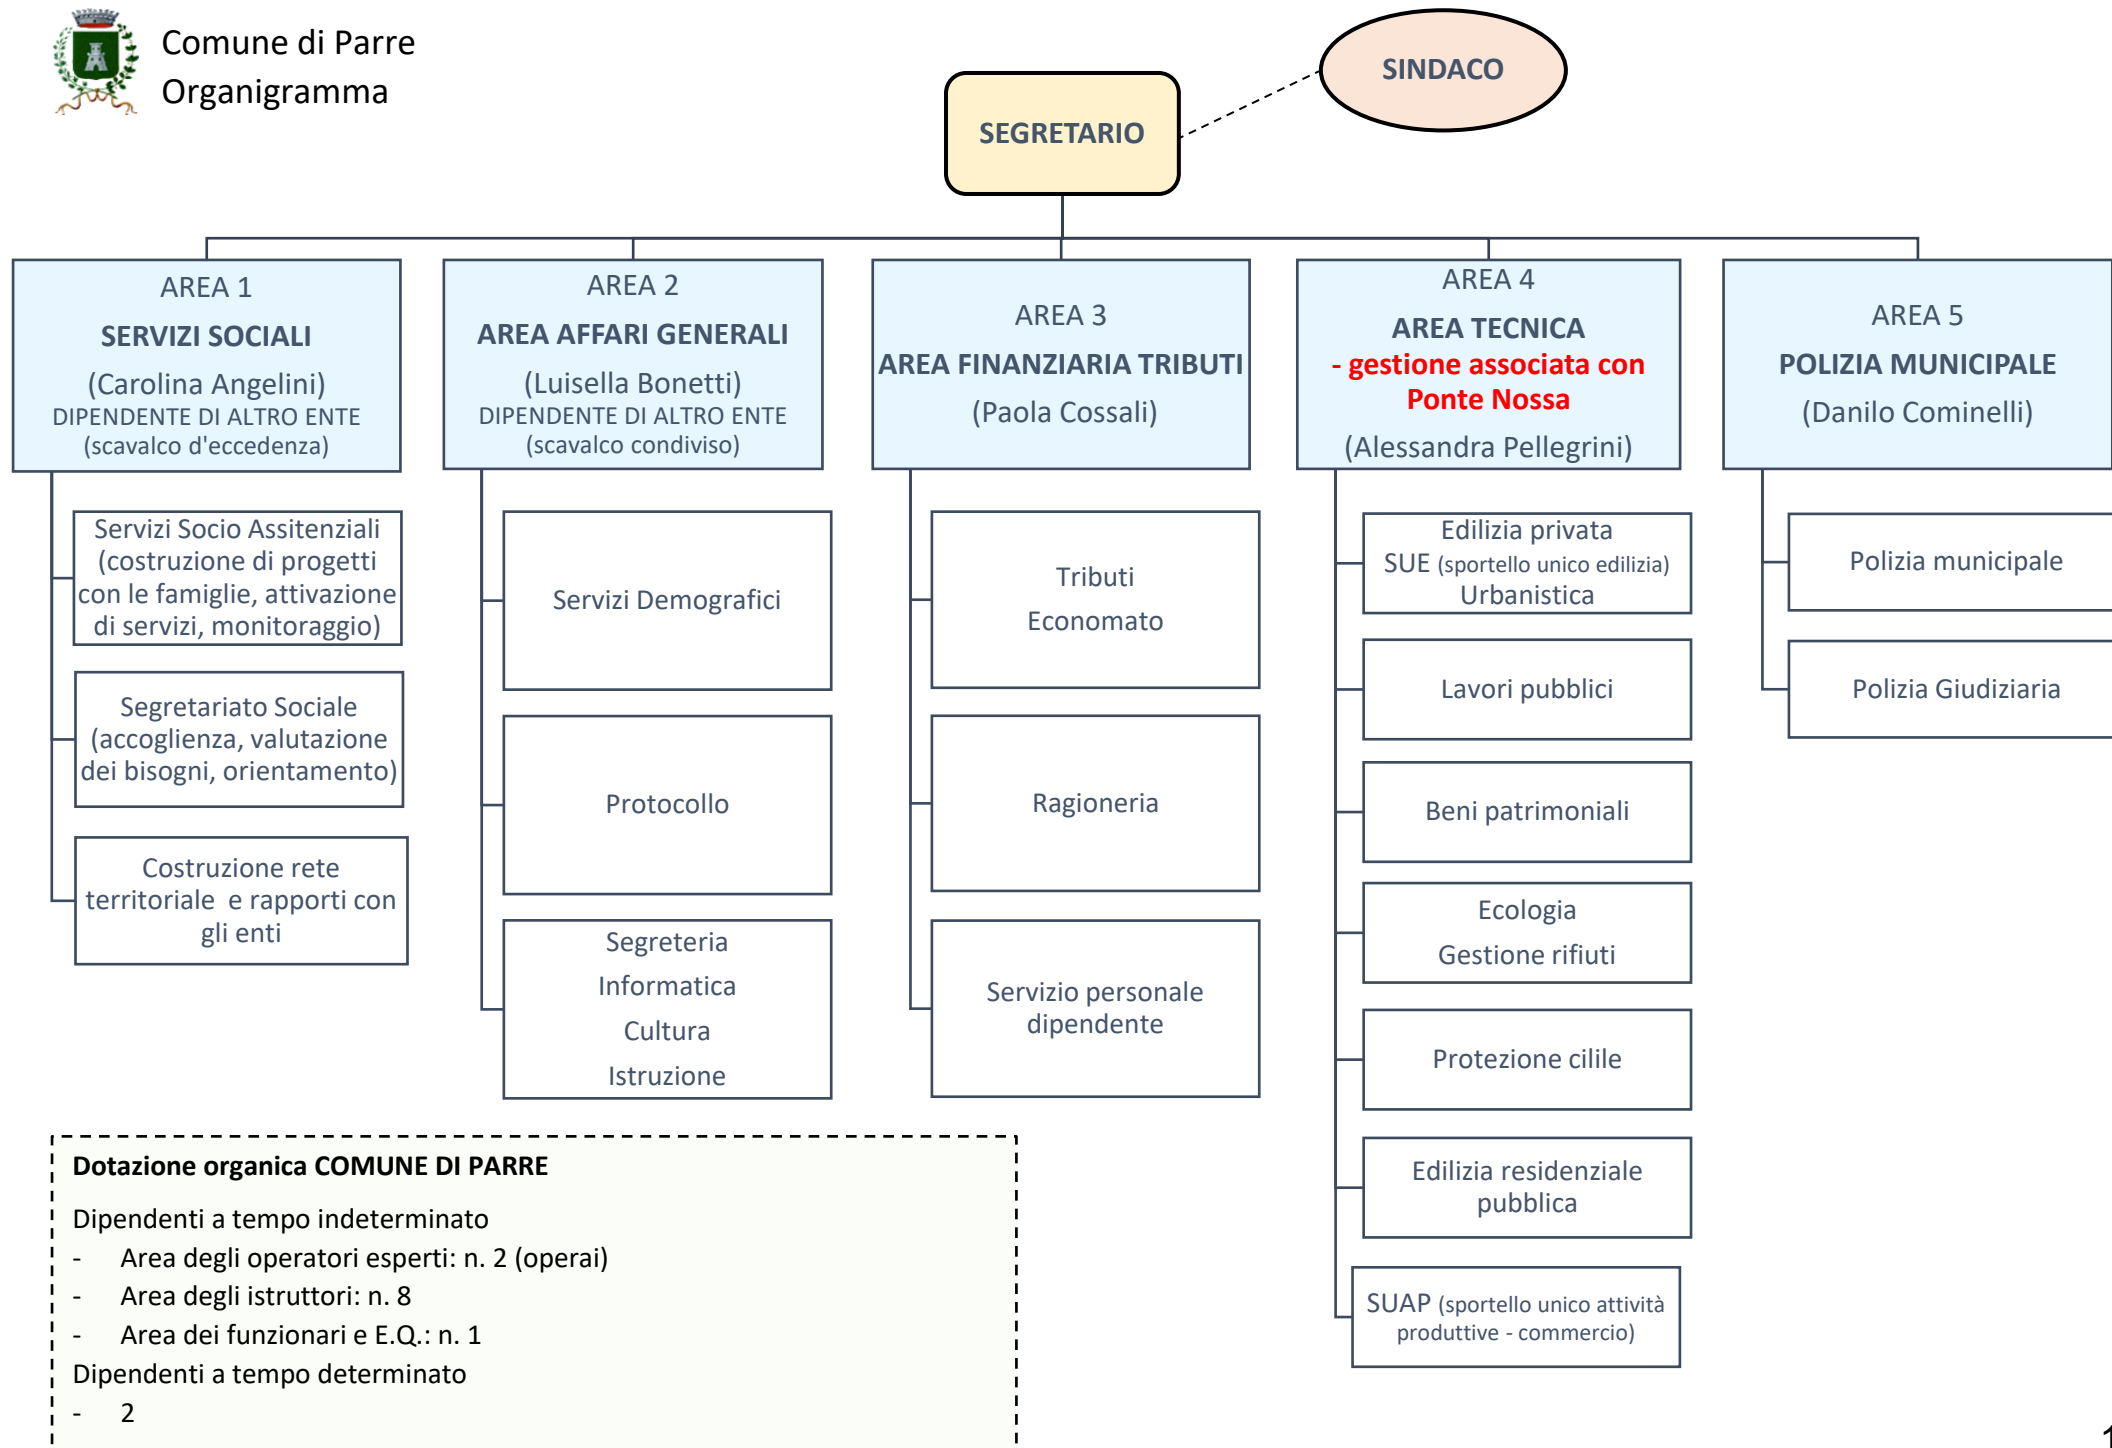 Comune di Parre
Organigramma
SINDACO
SEGRETARIO
AREA 1
SERVIZI SOCIALI
(Carolina Angelini)
DIPENDENTE DI ALTRO ENTE
(scavalco d'eccedenza)
Servizi Socio Assitenziali
(costruzione di progetti
con le famiglie, attivazione
di servizi, monitoraggio)
Segretariato Sociale
(accoglienza, valutazione
dei bisogni, orientamento)
Costruzione rete
territoriale e rapporti con
gli enti
AREA 2
AREA AFFARI GENERALI
(Luisella Bonetti)
DIPENDENTE DI ALTRO ENTE
(scavalco condiviso)
Servizi Demografici
Protocollo
Segreteria
Informatica
Cultura
Istruzione
AREA 3
AREA FINANZIARIA TRIBUTI
(Paola Cossali)
Tributi
Economato
Ragioneria
Servizio personale
dipendente
AREA 4
AREA TECNICA
- gestione associata con
Ponte Nossa
(Alessandra Pellegrini)
Edilizia privata
SUE (sportello unico edilizia)
Urbanistica
Lavori pubblici
Beni patrimoniali
Ecologia
Gestione rifiuti
Protezione cilile
Edilizia residenziale
pubblica
SUAP (sportello unico attività
produttive - commercio)
AREA 5
POLIZIA MUNICIPALE
(Danilo Cominelli)
Polizia municipale
Polizia Giudiziaria
Dotazione organica COMUNE DI PARRE
Dipendenti a tempo indeterminato
- Area degli operatori esperti: n. 2 (operai)
- Area degli istruttori: n. 8
- Area dei funzionari e E.Q.: n. 1
Dipendenti a tempo determinato
- 2
1